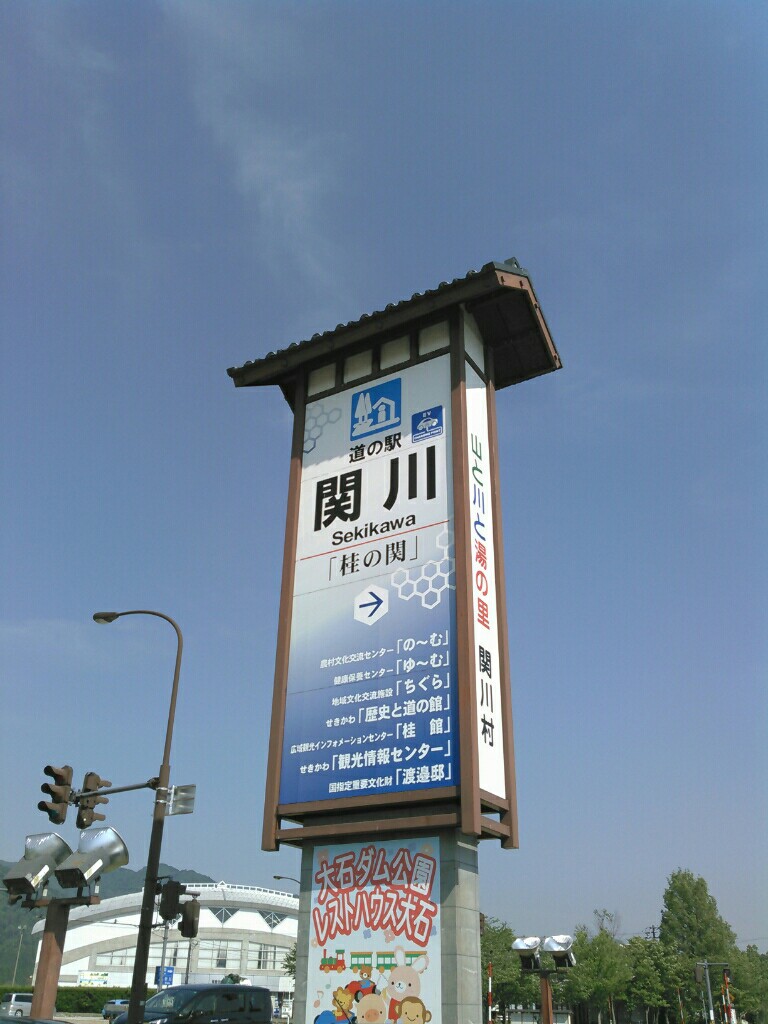 EV
道の駅
関川
Sekikawa
「桂の関」
農村文化交流センター「の〜む」
健康保養センター「ゆ〜む」
地域文化交流施設「ちぐら」
せきかわ「歴史と道の館」
広域観光インフォメーションセンター「桂 館」
せきかわ「観光情報センター」
国指定重要文化財「渡邉邸」
山と川と湯の里 関川村
大石ダム公園
レストハウス大石